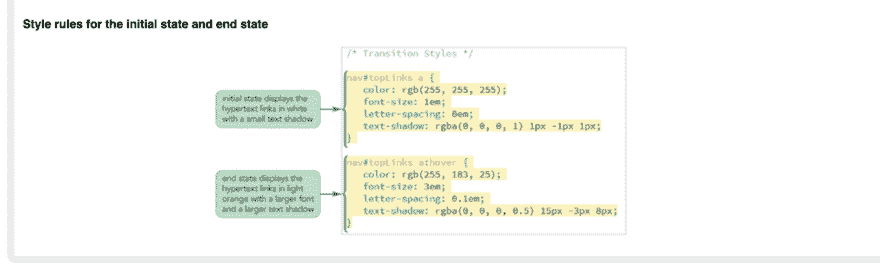 Style rules for the initial state and end state
/* Transition Styles */
nav#topLinks a {
color: rgb(255, 255, 255);
font-size: 1em;
letter-spacing: 0em;
text-shadow: rgba(0, 0, 0, 1) 1px -1px 1px;
}
initial state displays the
hypertext links in white
with a small text shadow
nav#topLinks a:hover {
color: rgb(255, 183, 25);
font-size: 3em;
letter-spacing: 0.1em;
text-shadow: rgba(0, 0, 0, 0.5) 15px -3px 8px;
}
end state displays the
hypertext links in light
orange with a larger font
and a larger text shadow